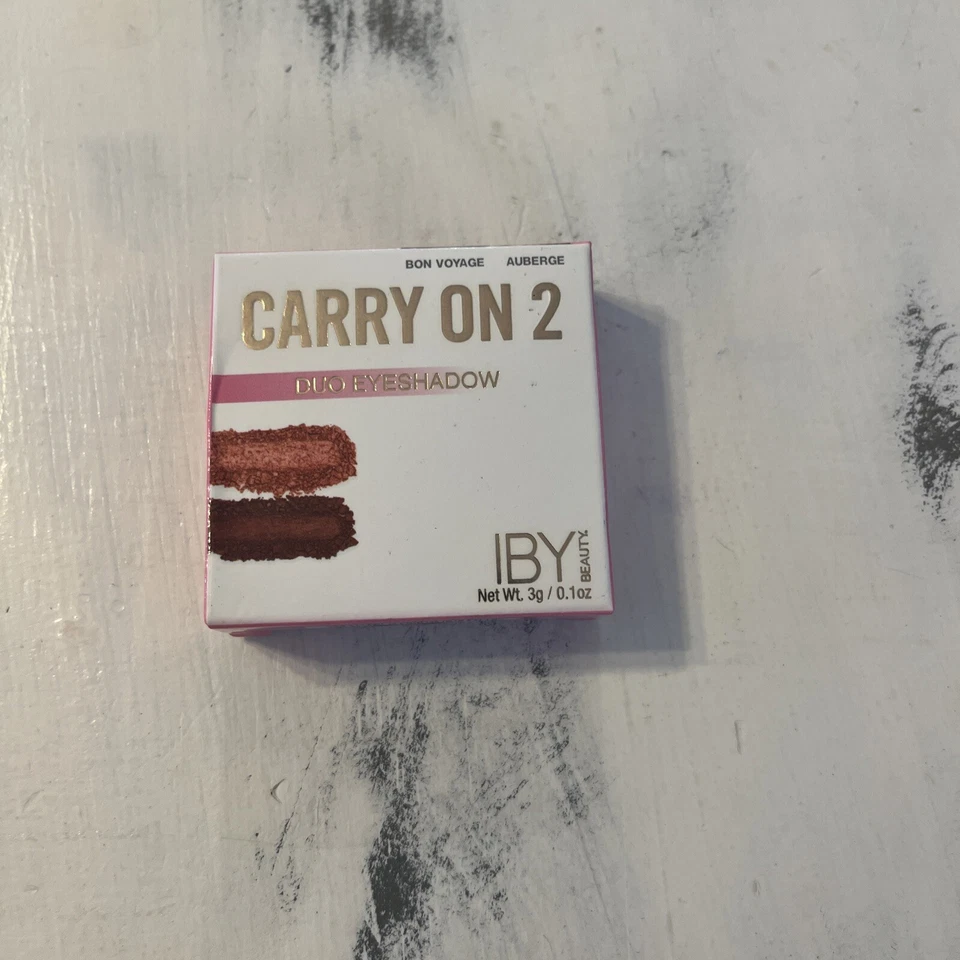 BON VOYAGE AUBERGE
CARRY ON 2
DUO EYESHADOW
IBY BEAUTY.
Net Wt. 3g / 0.1oz